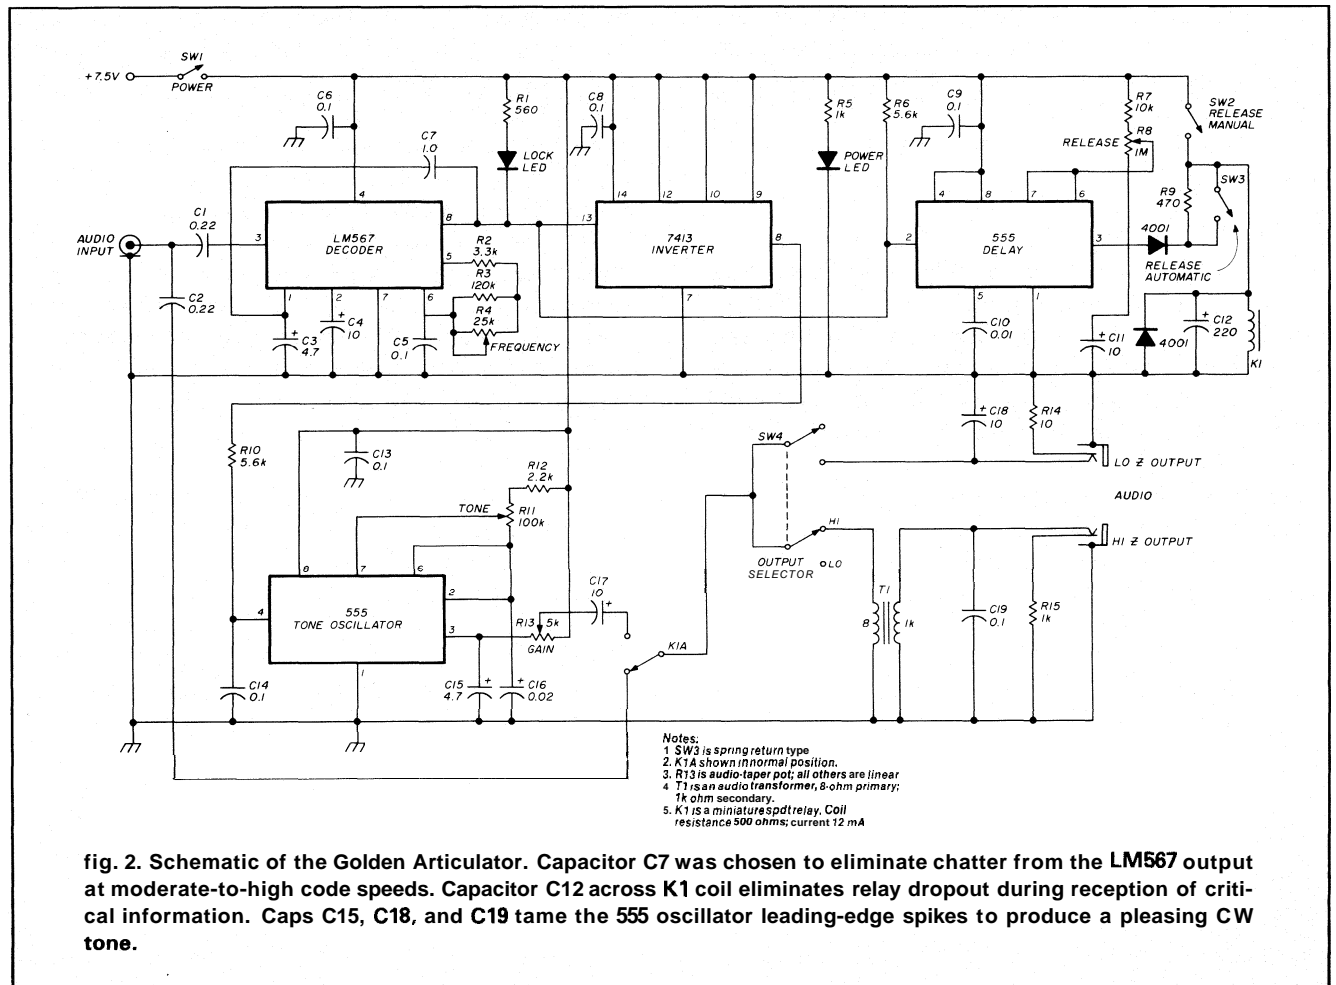 +7.5V
SW1
POWER
C6
0.1
C7
1.0
R1
560
LOCK
LED
C8
0.1
R5
1k
POWER
LED
R6
5.6k
C9
0.1
R7
10k
RELEASE
R8
1M
SW2
RELEASE
MANUAL
SW3
R9
470
AUDIO
INPUT
C1
0.22
C2
0.22
3
4
8
LM567
DECODER
5
1
2
7
6
R2
3.3k
R3
120k
R4
25k
FREQUENCY
C3
4.7
+
C4
10
+
C5
0.1
14
12
10
9
13
7413
INVERTER
8
7
4
8
7
6
2
555
DELAY
3
5
1
4001
RELEASE
AUTOMATIC
C10
0.01
C11
10
+
4001
C12
220
+
K1
R10
5.6k
C13
0.1
R12
2.2k
TONE
R11
100k
8
7
6
4
555
TONE OSCILLATOR
2
3
1
R13
5k
GAIN
C17
10
+
K1A
C14
0.1
C15
4.7
+
C16
0.02
+
SW4
HI
OUTPUT
SELECTOR
LO
T1
8
1k
C18
10
+
R14
10
LO Z OUTPUT
AUDIO
HI Z OUTPUT
C19
0.1
R15
1k
Notes:
1 SW3 is spring return type
2. K1A shown in normal position.
3. R13 is audio-taper pot; all others are linear
4 T1 is an audio transformer, 8-ohm primary;
1k ohm secondary.
5. K1 is a miniature spdt relay. Coil
resistance 500 ohms; current 12 mA
fig. 2. Schematic of the Golden Articulator. Capacitor C7 was chosen to eliminate chatter from the LM567 output
at moderate-to-high code speeds. Capacitor C12 across K1 coil eliminates relay dropout during reception of criti-
cal information. Caps C15, C18, and C19 tame the 555 oscillator leading-edge spikes to produce a pleasing CW
tone.